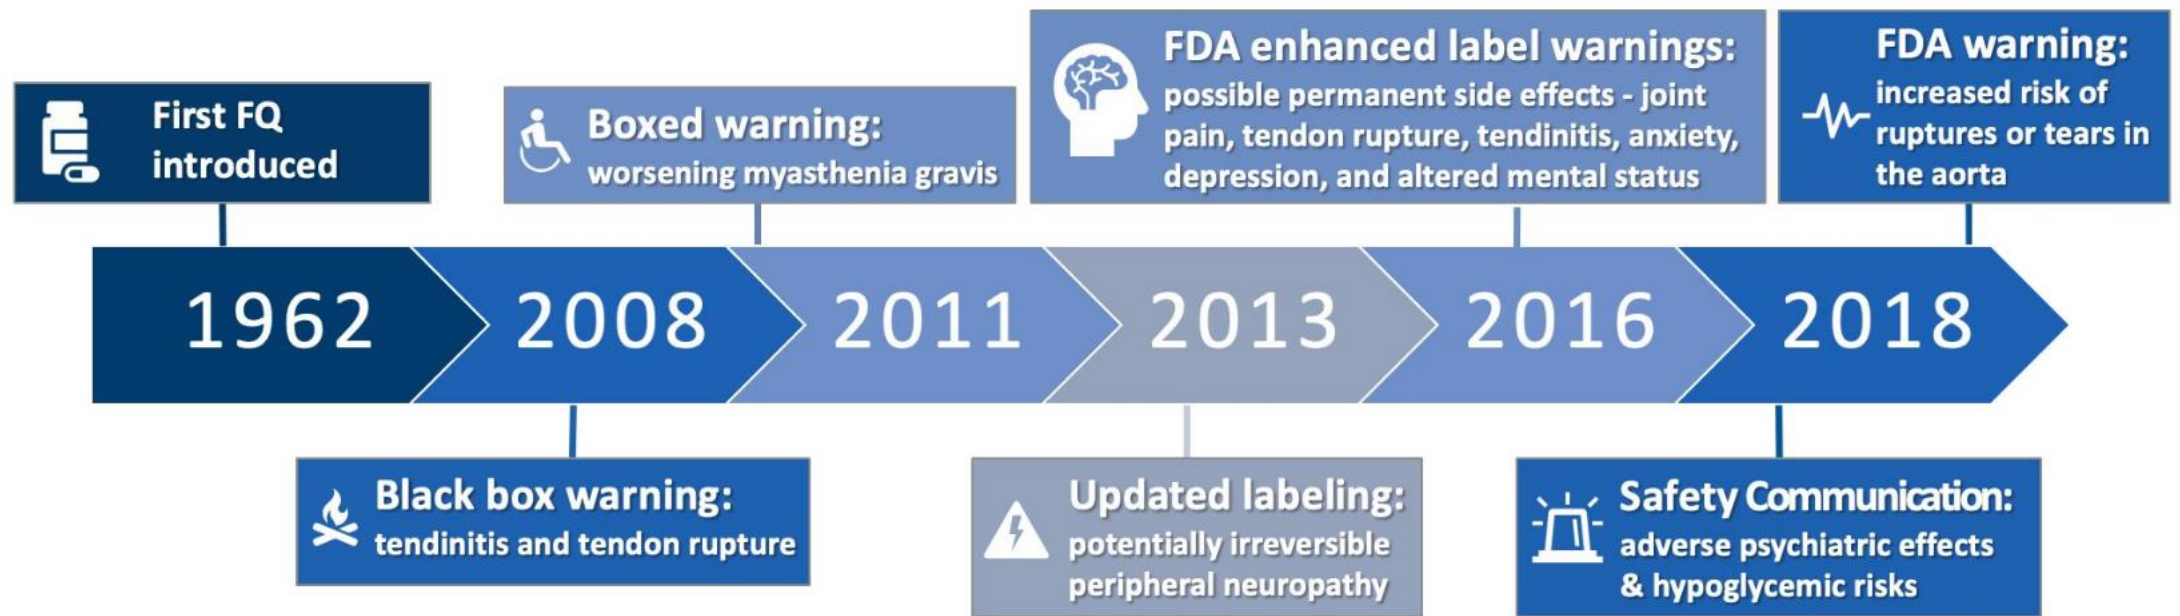 First FQ
introduced
Boxed warning:
worsening myasthenia gravis
FDA enhanced label warnings:
possible permanent side effects - joint
pain, tendon rupture, tendinitis, anxiety,
depression, and altered mental status
FDA warning:
increased risk of
ruptures or tears in
the aorta
1962
2008
2011
2013
2016
2018
Black box warning:
tendinitis and tendon rupture
Updated labeling:
potentially irreversible
peripheral neuropathy
Safety Communication:
adverse psychiatric effects
& hypoglycemic risks